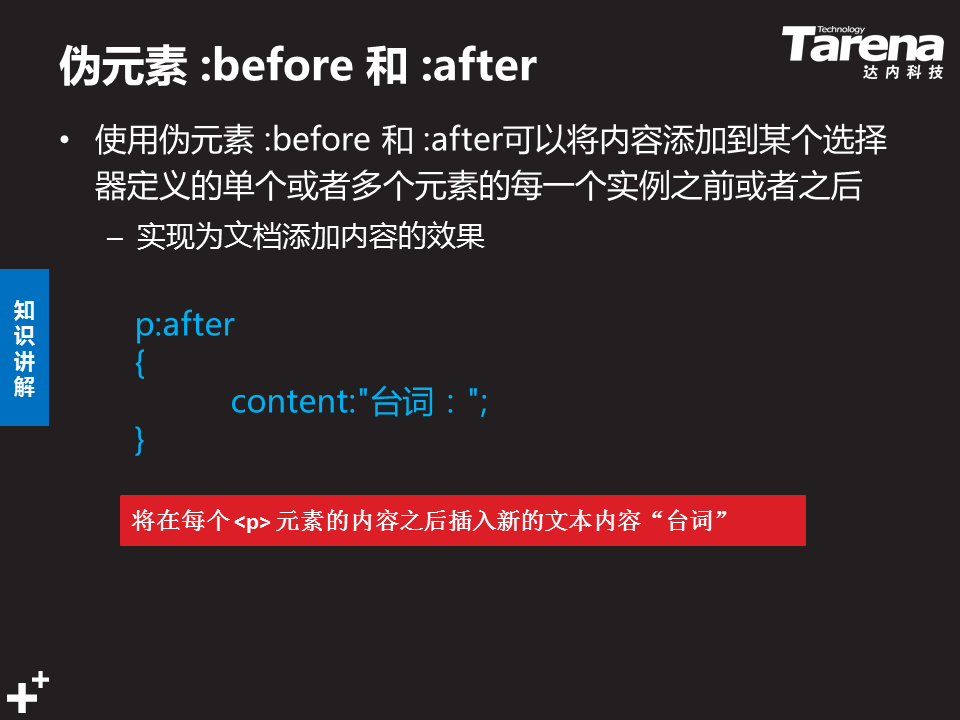 伪元素 :before 和 :after
Technology
Tarena
达内科技
• 使用伪元素 :before 和 :after可以将内容添加到某个选择
器定义的单个或者多个元素的每一个实例之前或者之后
– 实现为文档添加内容的效果
知识讲解
p:after
{
content:"台词：";
}
将在每个<p>元素的内容之后插入新的文本内容“台词”